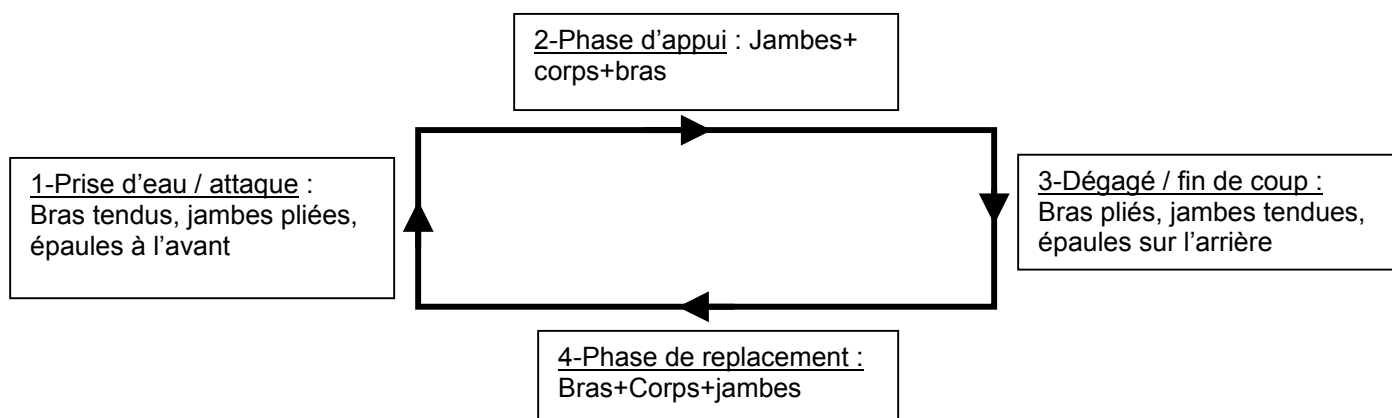 2-Phase d’appui : Jambes+
corps+bras
1-Prise d’eau / attaque :
Bras tendus, jambes pliées,
épaules à l’avant
3-Dégagé / fin de coup :
Bras pliés, jambes tendues,
épaules sur l’arrière
4-Phase de replacement :
Bras+Corps+jambes